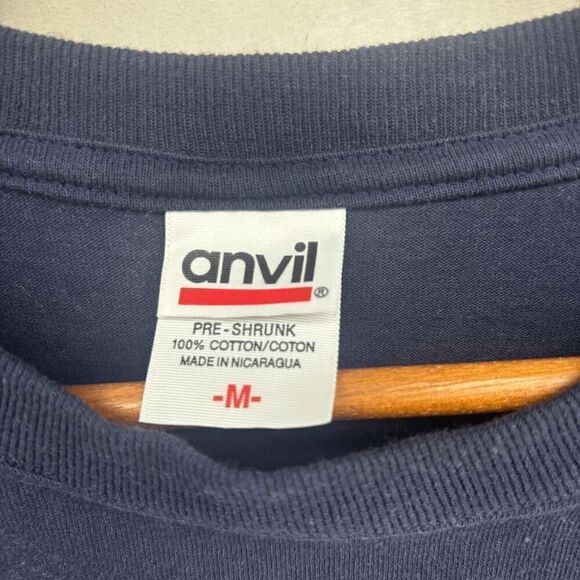 anvil
®
PRE-SHRUNK
100% COTTON/COTON
MADE IN NICARAGUA
-M-